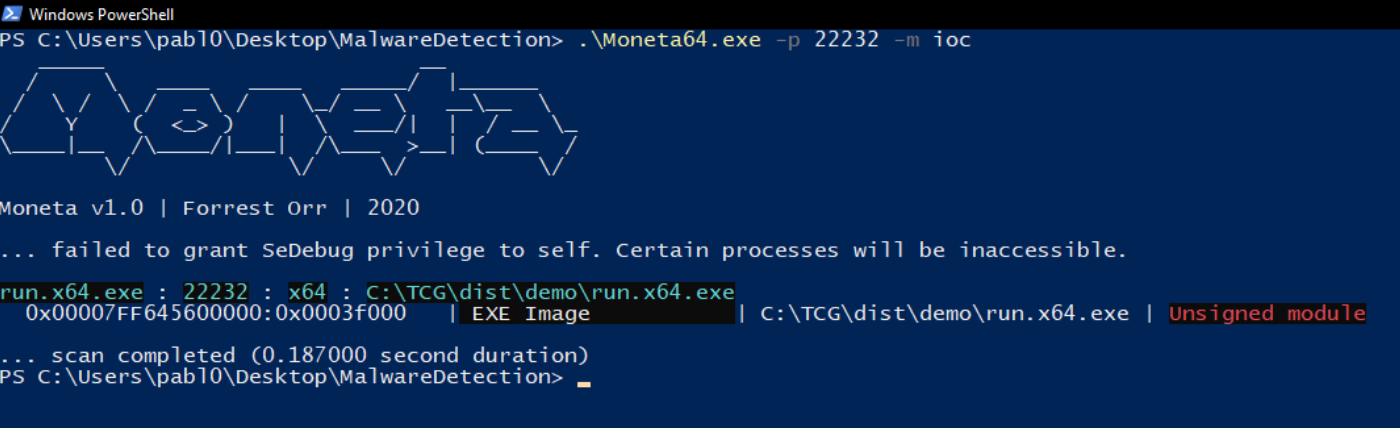 Windows PowerShell
PS C:\Users\pabl0\Desktop\MalwareDetection> .\Moneta64.exe -p 22232 -m ioc
Moneta
Moneta v1.0 | Forrest Orr | 2020
... failed to grant SeDebug privilege to self. Certain processes will be inaccessible.
run.x64.exe : 22232 : x64 : C:\TCG\dist\demo\run.x64.exe
0x00007FF645600000:0x0003f000 | EXE Image | C:\TCG\dist\demo\run.x64.exe | Unsigned module
... scan completed (0.187000 second duration)
PS C:\Users\pabl0\Desktop\MalwareDetection>